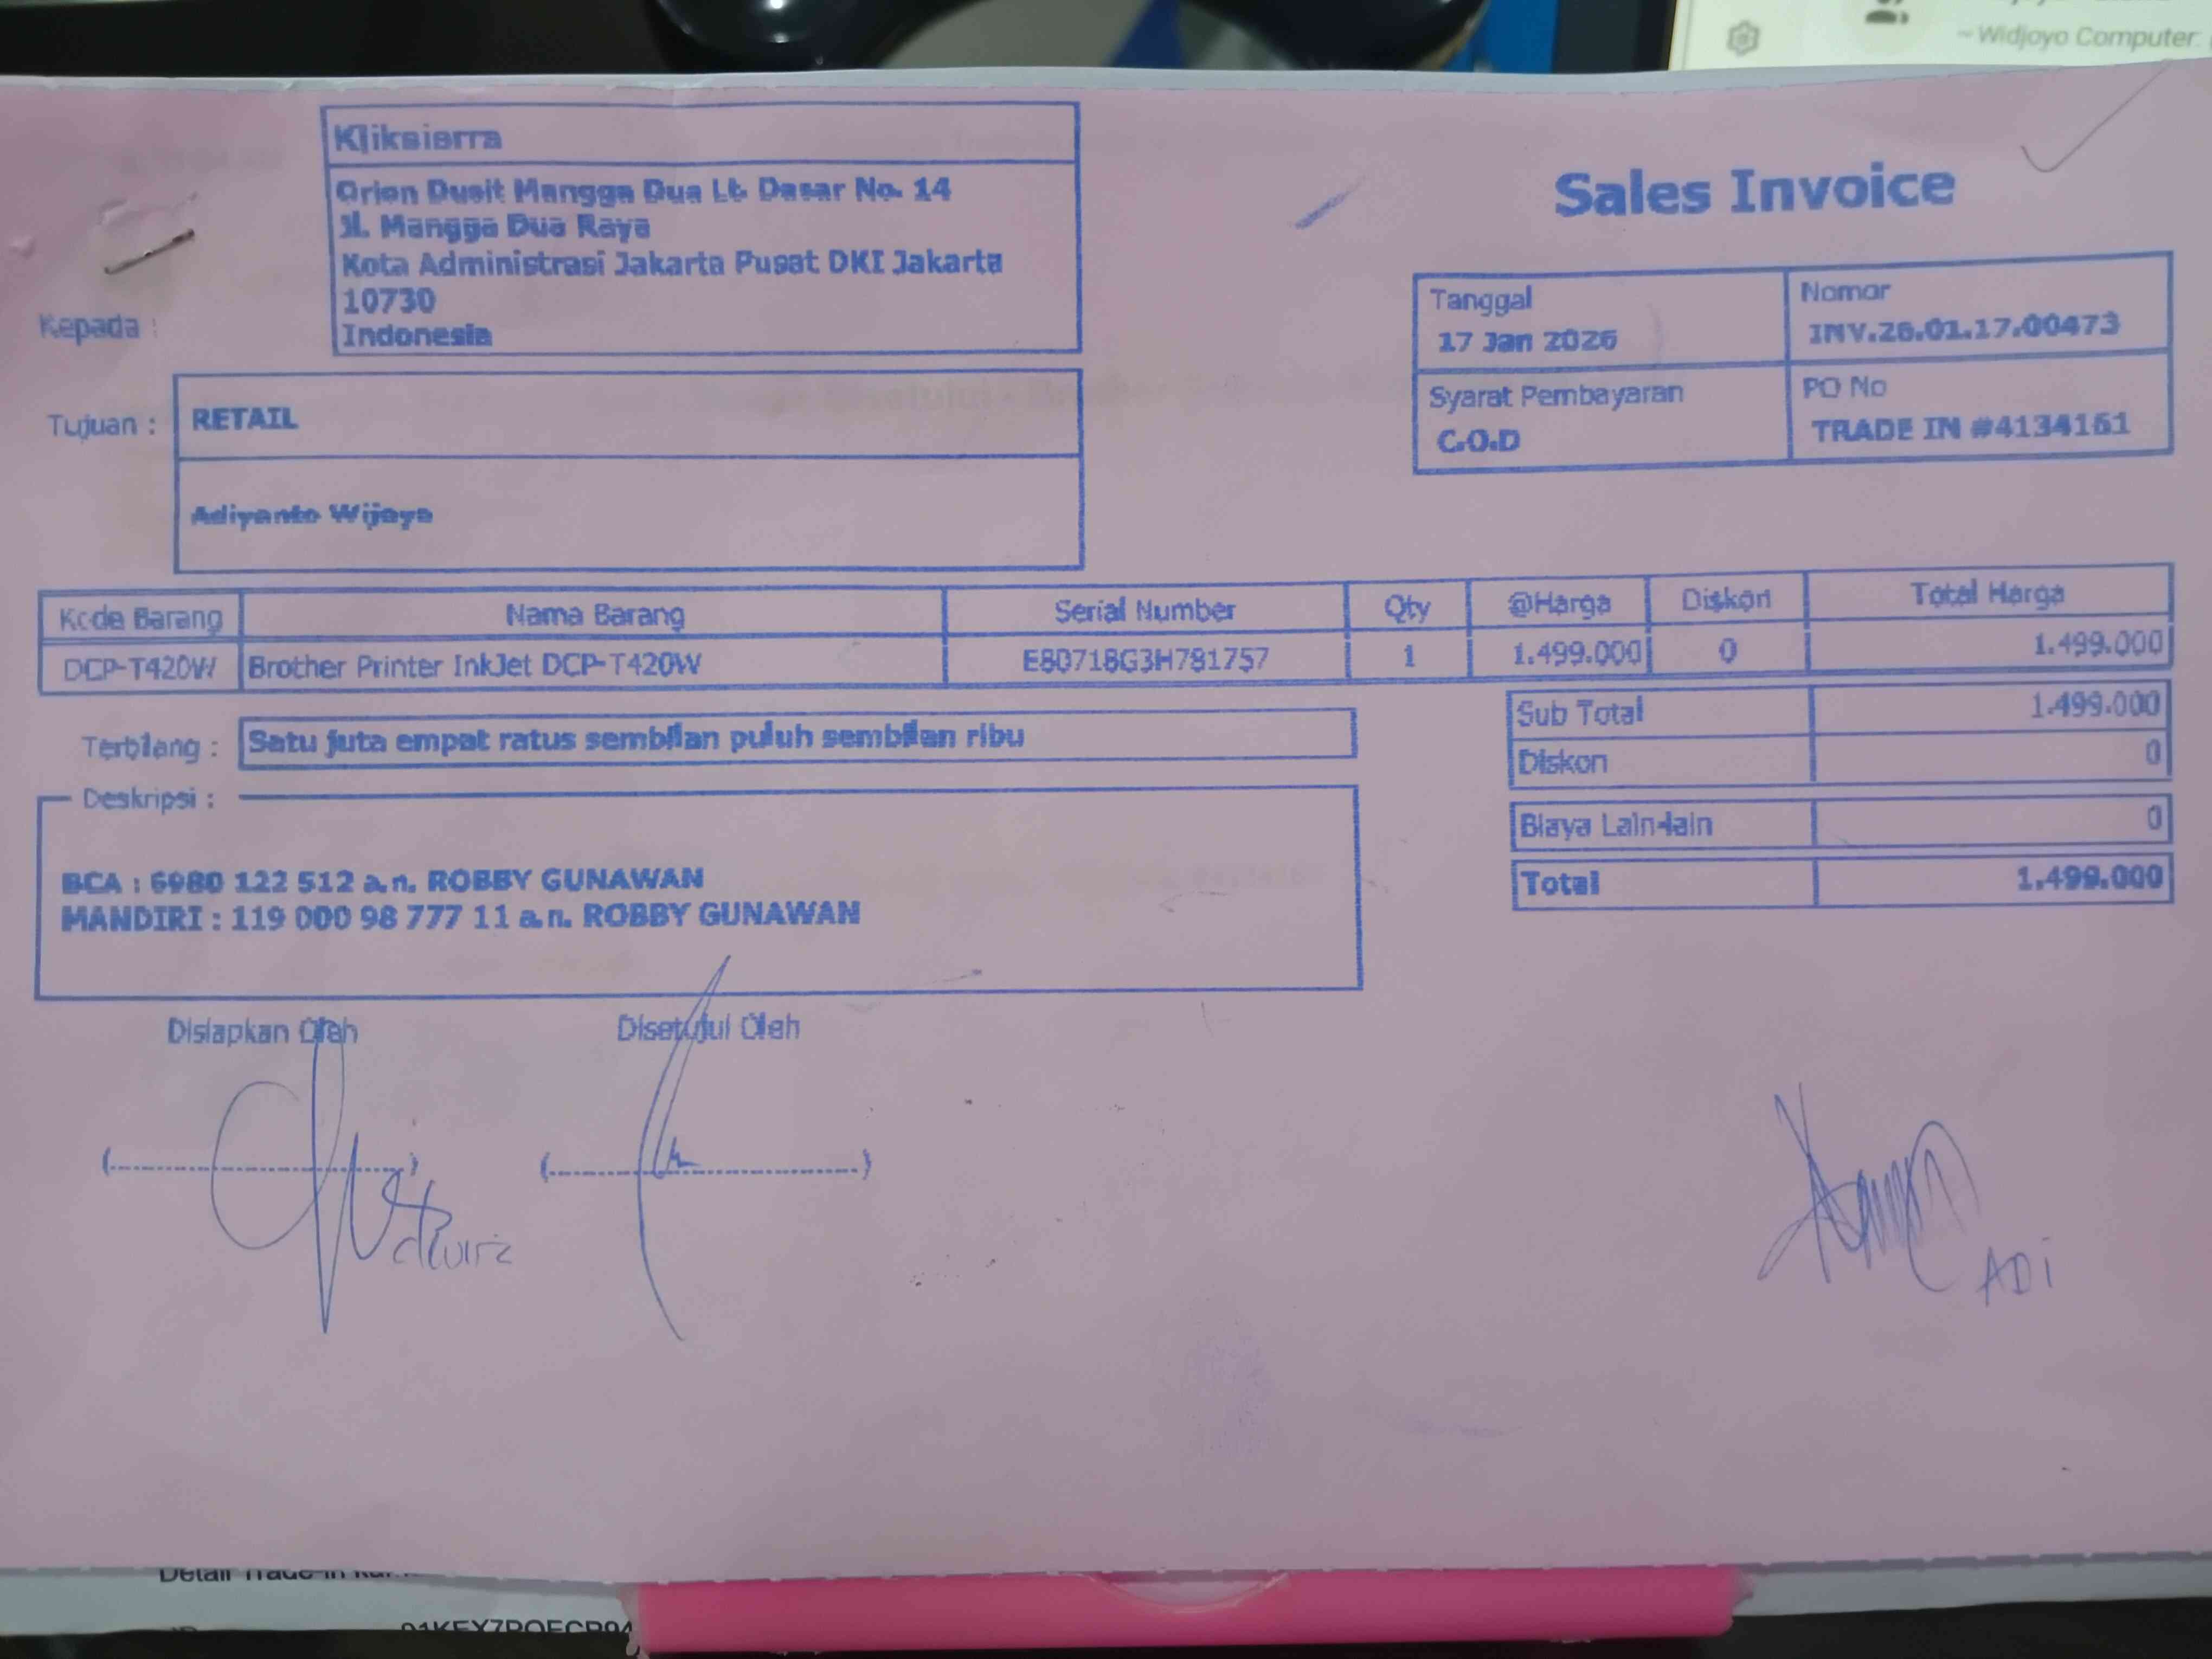 ~ Widjoyo Computer
Kliksierra
Orion Dusit Mangga Dua Lt. Dasar No. 14
Jl. Mangga Dua Raya
Kota Administrasi Jakarta Pusat DKI Jakarta
10730
Indonesia
Kepada :
Sales Invoice
Tanggal
17 Jan 2026
Nomor
INV.26.01.17.00473
Syarat Pembayaran
C.O.D
PO No
TRADE IN #4134161
Tujuan :
RETAIL
Adiyanto Wijaya
Kode Barang Nama Barang Serial Number Qty @Harga Diskon Total Harga
DCP-T420W Brother Printer InkJet DCP-T420W E80718G3H781757 1 1.499.000 0 1.499.000
Terbilang : Satu juta empat ratus sembilan puluh sembilan ribu
Sub Total 1.499.000
Diskon 0
Biaya Lain-lain 0
Total 1.499.000
Deskripsi :
BCA : 6980 122 512 a.n. ROBBY GUNAWAN
MANDIRI : 119 000 98 777 11 a.n. ROBBY GUNAWAN
Disiapkan Oleh
Disetujui Oleh
(....................)
(....................)
ADI
Detail Trade-in